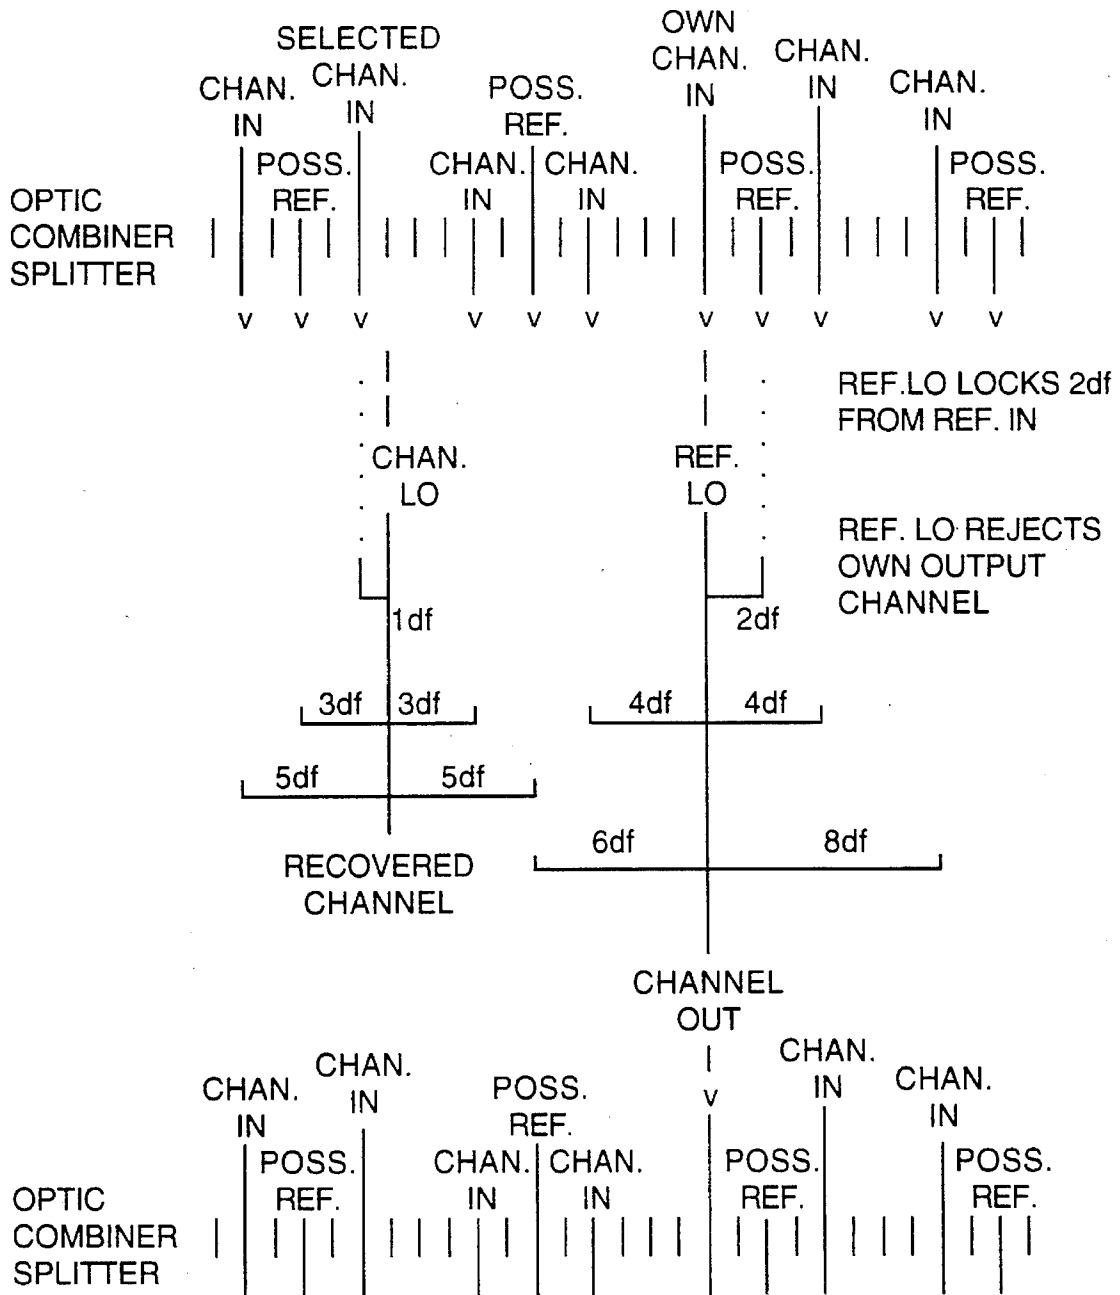 SELECTED
CHAN.
IN
CHAN.
IN
POSS.
REF.
OWN
CHAN.
IN
CHAN.
IN
CHAN.
IN
POSS.
REF.
CHAN.
IN
CHAN.
IN
POSS.
REF.
POSS.
REF.
OPTIC
COMBINER
SPLITTER
v v v v v v v v v v v
REF.LO LOCKS 2df
FROM REF. IN
CHAN.
LO
REF.
LO
REF. LO REJECTS
OWN OUTPUT
CHANNEL
1df
2df
3df 3df
4df 4df
5df 5df
6df 8df
RECOVERED
CHANNEL
CHANNEL
OUT
v
CHAN.
IN
CHAN.
IN
POSS.
REF.
CHAN.
IN
CHAN.
IN
POSS.
REF.
CHAN.
IN
CHAN.
IN
POSS.
REF.
POSS.
REF.
OPTIC
COMBINER
SPLITTER